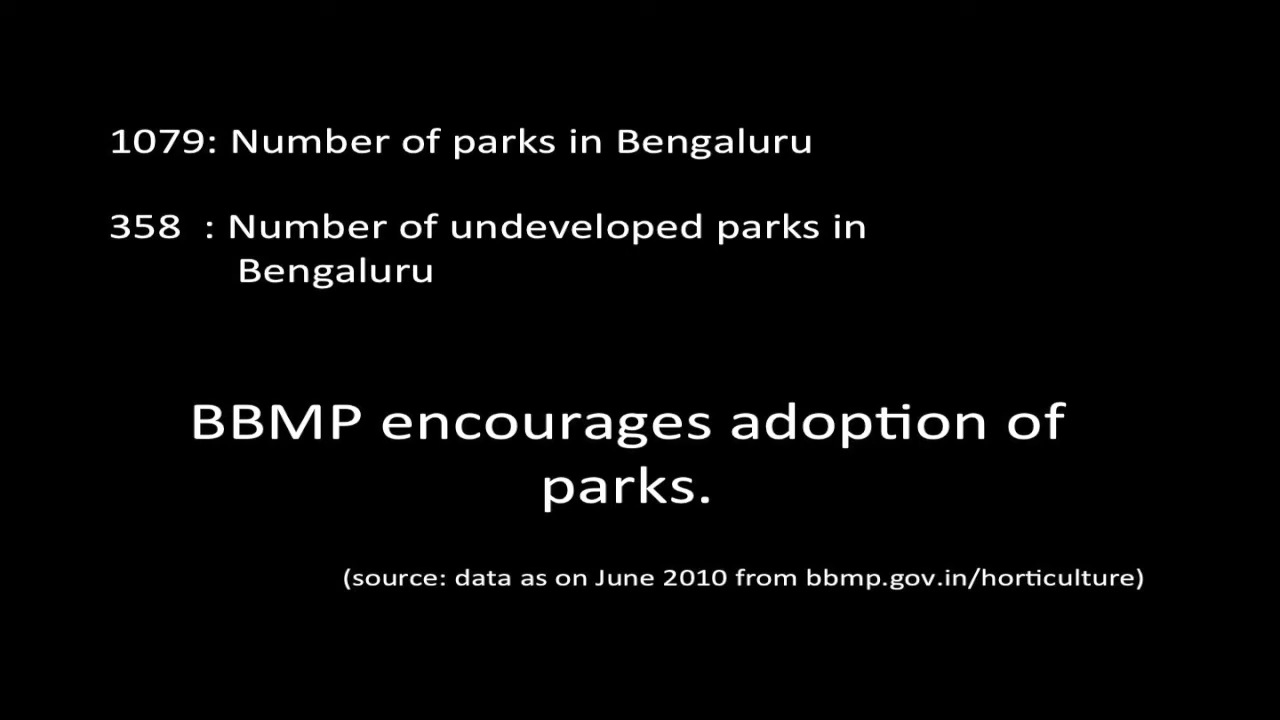 1079: Number of parks in Bengaluru
358 : Number of undeveloped parks in
Bengaluru
BBMP encourages adoption of
parks.
(source: data as on June 2010 from bbmp.gov.in/horticulture)